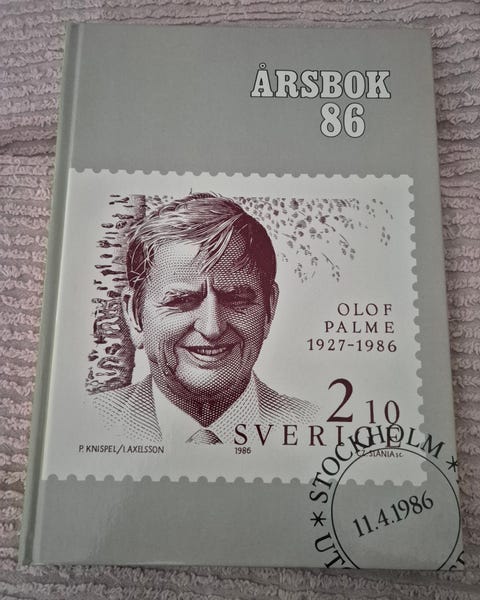 ÅRSBOK
86
OLOF
PALME
1927-1986
2 10
SVERIGE
P. KNISPEL/I.AXELSSON
1986
CZ. SLANIA SC.
* STOCKHOLM *
11.4.1986
UT